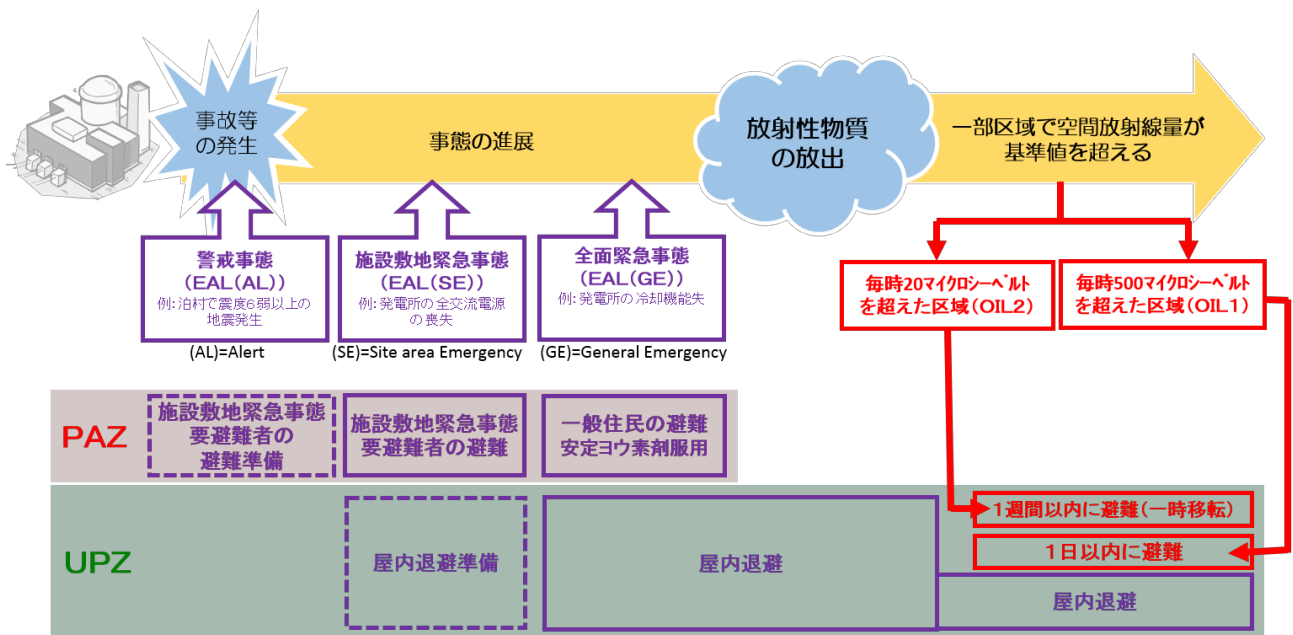 事故等
の発生
事態の進展
放射性物質
の放出
一部区域で空間放射線量が
基準値を超える
警戒事態
(EAL(AL))
例:泊村で震度6弱以上の
地震発生
(AL)=Alert
施設敷地緊急事態
(EAL(SE))
例:発電所の全交流電源
の喪失
(SE)=Site area Emergency
全面緊急事態
(EAL(GE))
例:発電所の冷却機能失
(GE)=General Emergency
毎時20マイクロシーベルト
を超えた区域(OIL2)
毎時500マイクロシーベルト
を超えた区域(OIL1)
PAZ
施設敷地緊急事態
要避難者の
避難準備
施設敷地緊急事態
要避難者の避難
一般住民の避難
安定ヨウ素剤服用
UPZ
屋内退避準備
屋内退避
1週間以内に避難(一時移転)
1日以内に避難
屋内退避